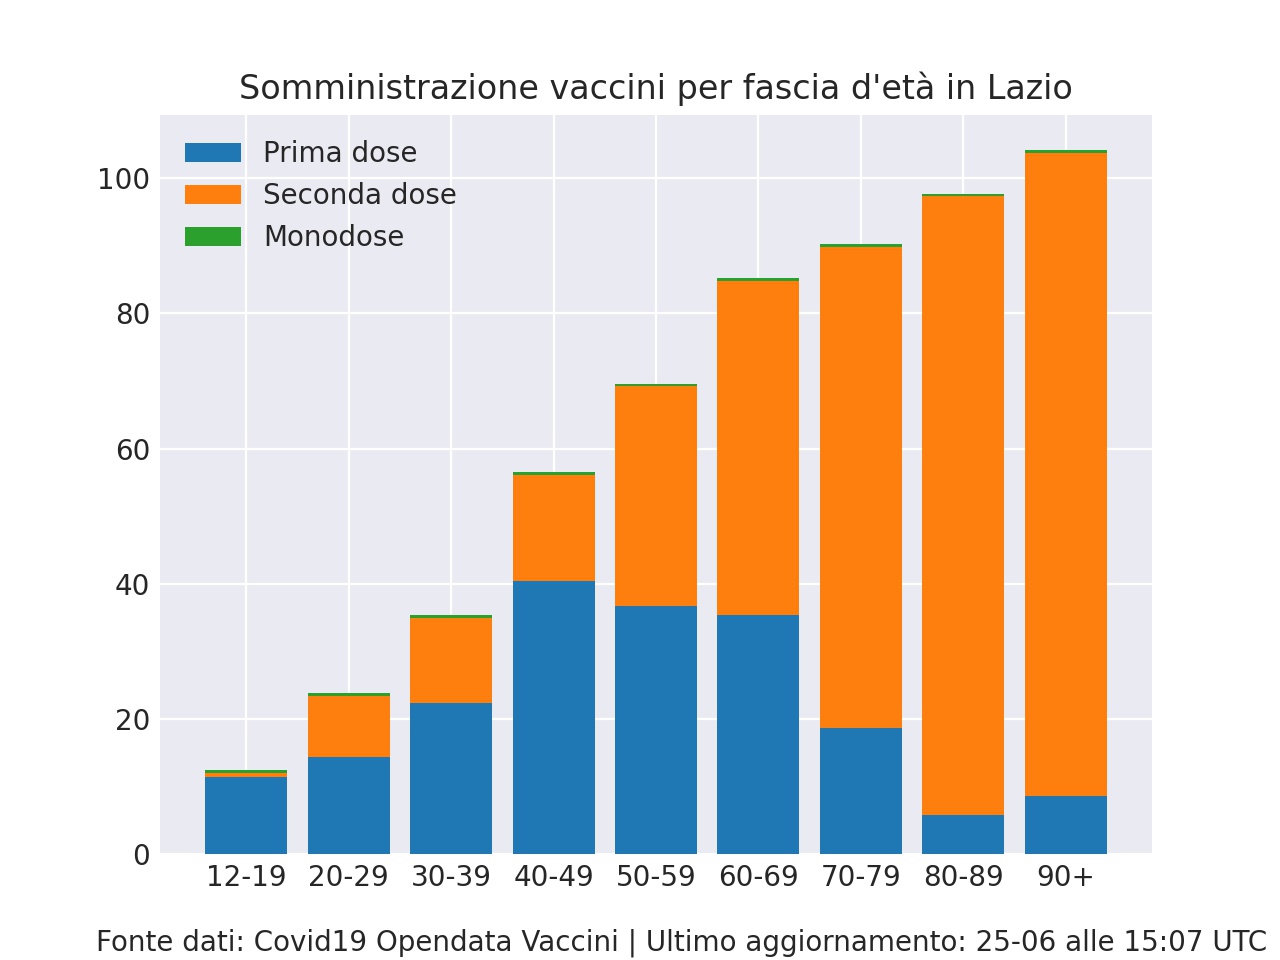 Somministrazione vaccini per fascia d'età in Lazio
Prima dose
Seconda dose
Monodose
100
80
60
40
20
0
12-19 20-29 30-39 40-49 50-59 60-69 70-79 80-89 90+
Fonte dati: Covid19 Opendata Vaccini | Ultimo aggiornamento: 25-06 alle 15:07 UTC